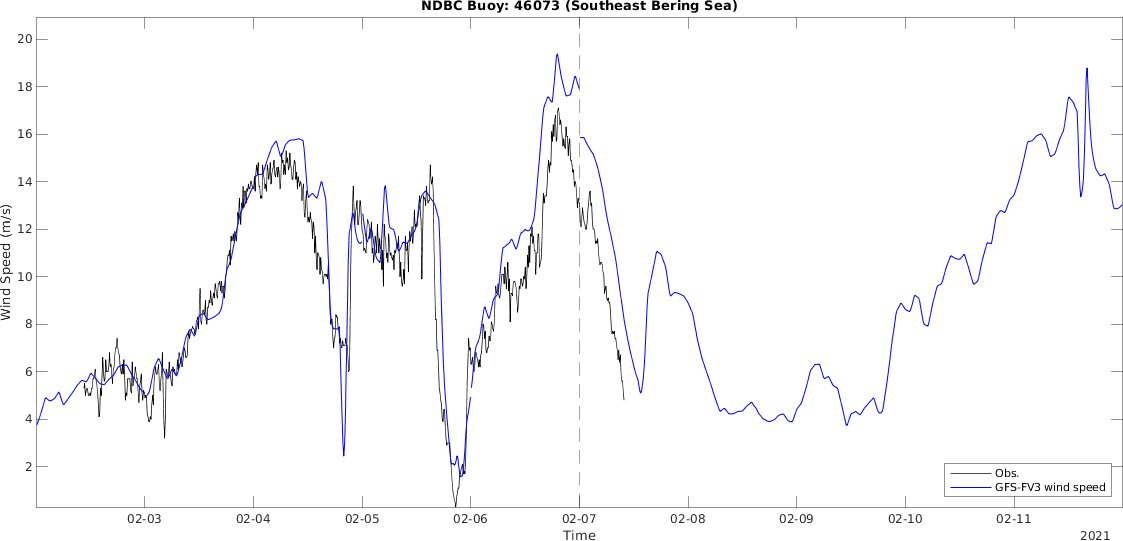 NDBC Buoy: 46073 (Southeast Bering Sea)
20
18
16
14
12
10
8
6
4
2
Wind Speed (m/s)
Obs.
GFS-FV3 wind speed
02-03 02-04 02-05 02-06 02-07 02-08 02-09 02-10 02-11
Time
2021